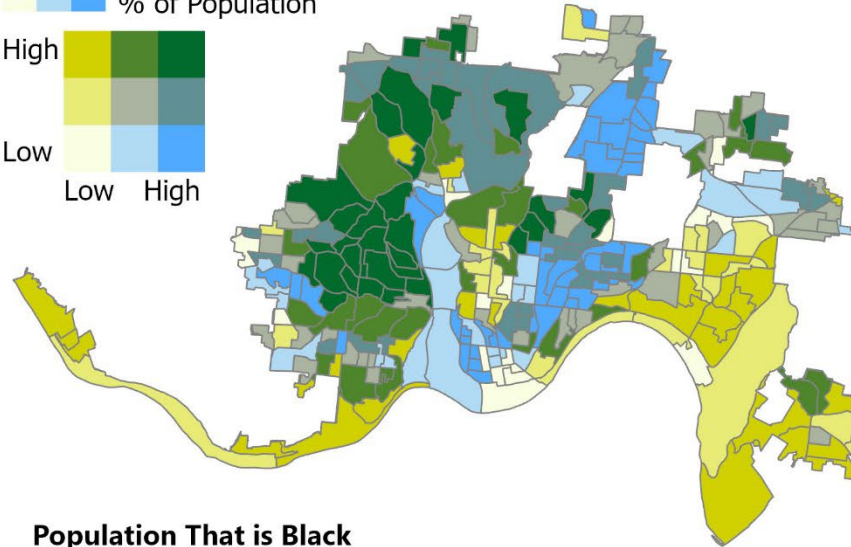 % of Population
High
Low
Low High
Population That is Black